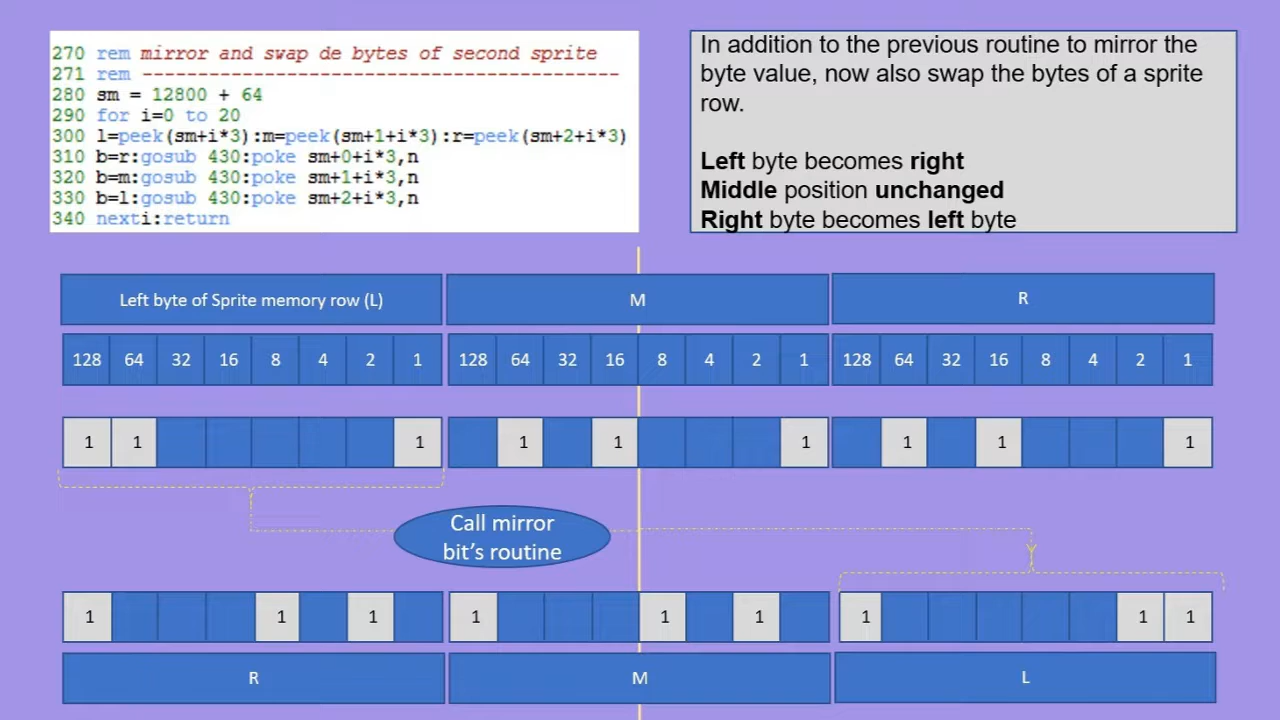 270 rem mirror and swap de bytes of second sprite
271 rem -------------------------------------------
280 sm = 12800 + 64
290 for i=0 to 20
300 l=peek(sm+i*3):m=peek(sm+1+i*3):r=peek(sm+2+i*3)
310 b=r:gosub 430:poke sm+0+i*3,n
320 b=m:gosub 430:poke sm+1+i*3,n
330 b=l:gosub 430:poke sm+2+i*3,n
340 nexti:return
In addition to the previous routine to mirror the
byte value, now also swap the bytes of a sprite
row.
Left byte becomes right
Middle position unchanged
Right byte becomes left byte
Left byte of Sprite memory row (L) M R
128 64 32 16 8 4 2 1 128 64 32 16 8 4 2 1 128 64 32 16 8 4 2 1
1 1 1 1 1 1 1 1 1
Call mirror
bit's routine
1 1 1 1 1 1 1 1 1
R M L